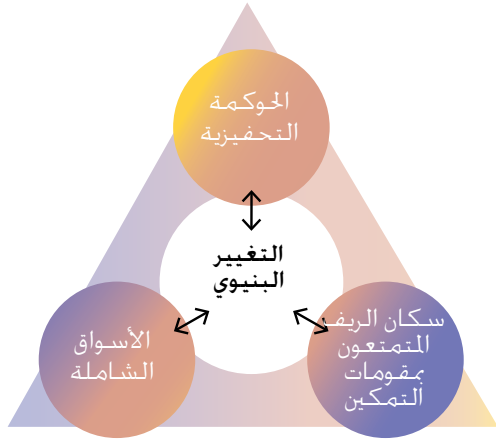 الحوكمة
التحفيزية
التغيير
البنيوي
سكان الريف
المتمتعون
بمقومات
التمكين
الأسواق
الشاملة